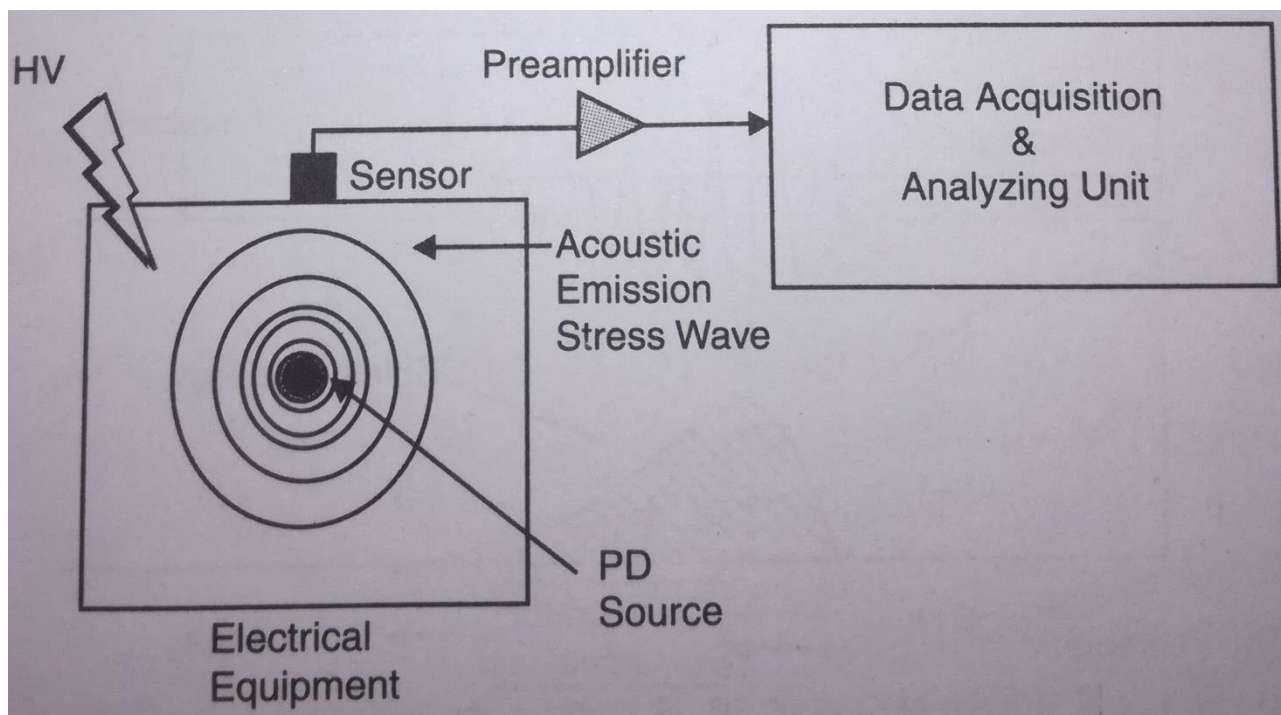 HV
Preamplifier
Data Acquisition
&
Analyzing Unit
Sensor
Acoustic
Emission
Stress Wave
PD
Source
Electrical
Equipment